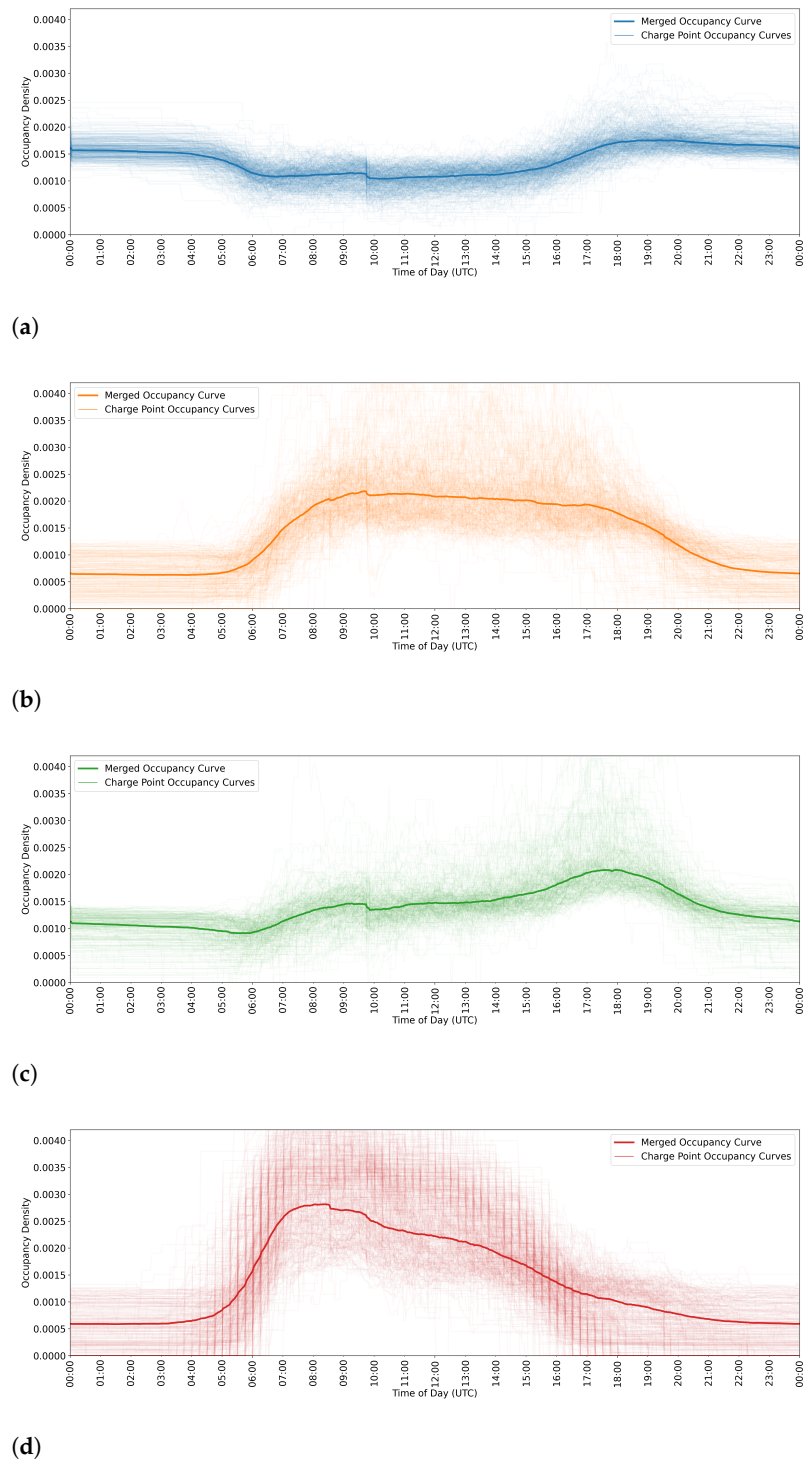 0.0040
0.0035
0.0030
0.0025
0.0020
0.0015
0.0010
0.0005
0.0000
Occupancy Density
Merged Occupancy Curve
Charge Point Occupancy Curves
00:00 01:00 02:00 03:00 04:00 05:00 06:00 07:00 08:00 09:00 10:00 11:00 12:00 13:00 14:00 15:00 16:00 17:00 18:00 19:00 20:00 21:00 22:00 23:00 00:00
Time of Day (UTC)
(a)
0.0040
0.0035
0.0030
0.0025
0.0020
0.0015
0.0010
0.0005
0.0000
Occupancy Density
Merged Occupancy Curve
Charge Point Occupancy Curves
00:00 01:00 02:00 03:00 04:00 05:00 06:00 07:00 08:00 09:00 10:00 11:00 12:00 13:00 14:00 15:00 16:00 17:00 18:00 19:00 20:00 21:00 22:00 23:00 00:00
Time of Day (UTC)
(b)
0.0040
0.0035
0.0030
0.0025
0.0020
0.0015
0.0010
0.0005
0.0000
Occupancy Density
Merged Occupancy Curve
Charge Point Occupancy Curves
00:00 01:00 02:00 03:00 04:00 05:00 06:00 07:00 08:00 09:00 10:00 11:00 12:00 13:00 14:00 15:00 16:00 17:00 18:00 19:00 20:00 21:00 22:00 23:00 00:00
Time of Day (UTC)
(c)
0.0040
0.0035
0.0030
0.0025
0.0020
0.0015
0.0010
0.0005
0.0000
Occupancy Density
Merged Occupancy Curve
Charge Point Occupancy Curves
00:00 01:00 02:00 03:00 04:00 05:00 06:00 07:00 08:00 09:00 10:00 11:00 12:00 13:00 14:00 15:00 16:00 17:00 18:00 19:00 20:00 21:00 22:00 23:00 00:00
Time of Day (UTC)
(d)